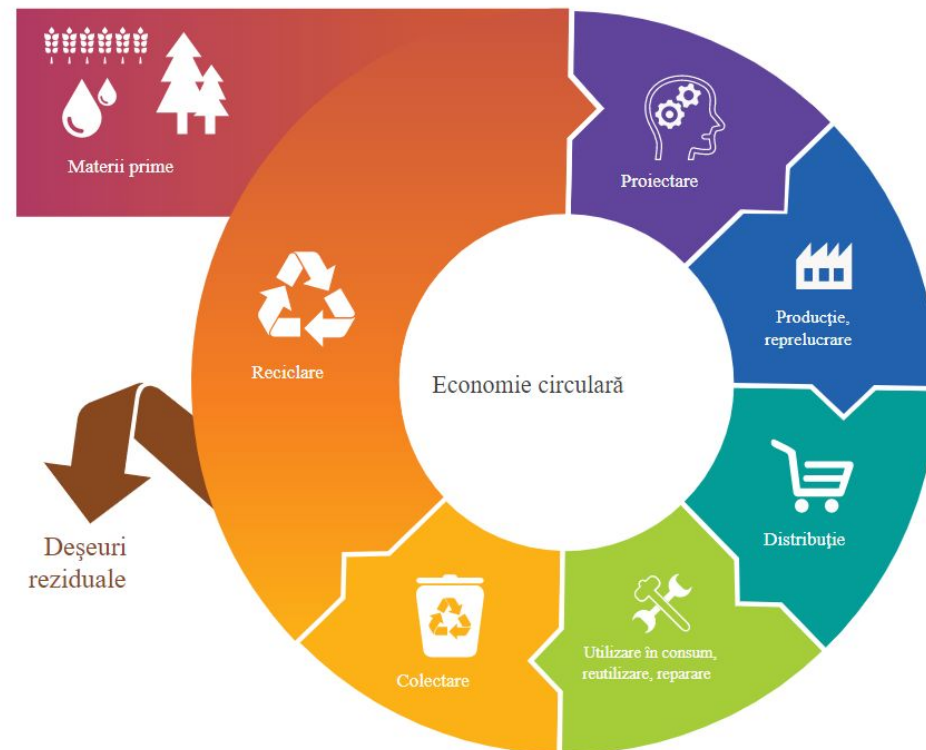 Materii prime
Proiectare
Producţie,
reprelucrare
Reciclare
Economie circulară
Distribuţie
Deşeuri
reziduale
Utilizare în consum,
reutilizare, reparare
Colectare